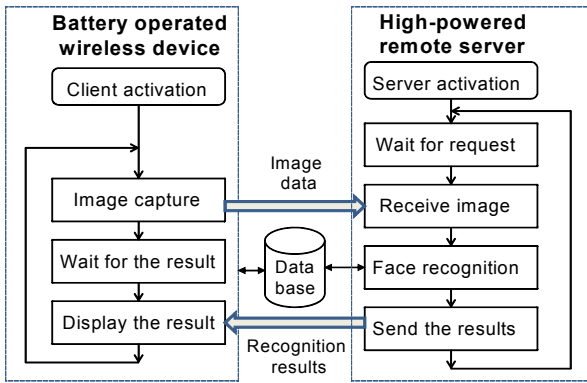 Battery operated
wireless device
Client activation
Image capture
Wait for the result
Display the result
Image
data
Data
base
Recognition
results
High-powered
remote server
Server activation
Wait for request
Receive image
Face recognition
Send the results